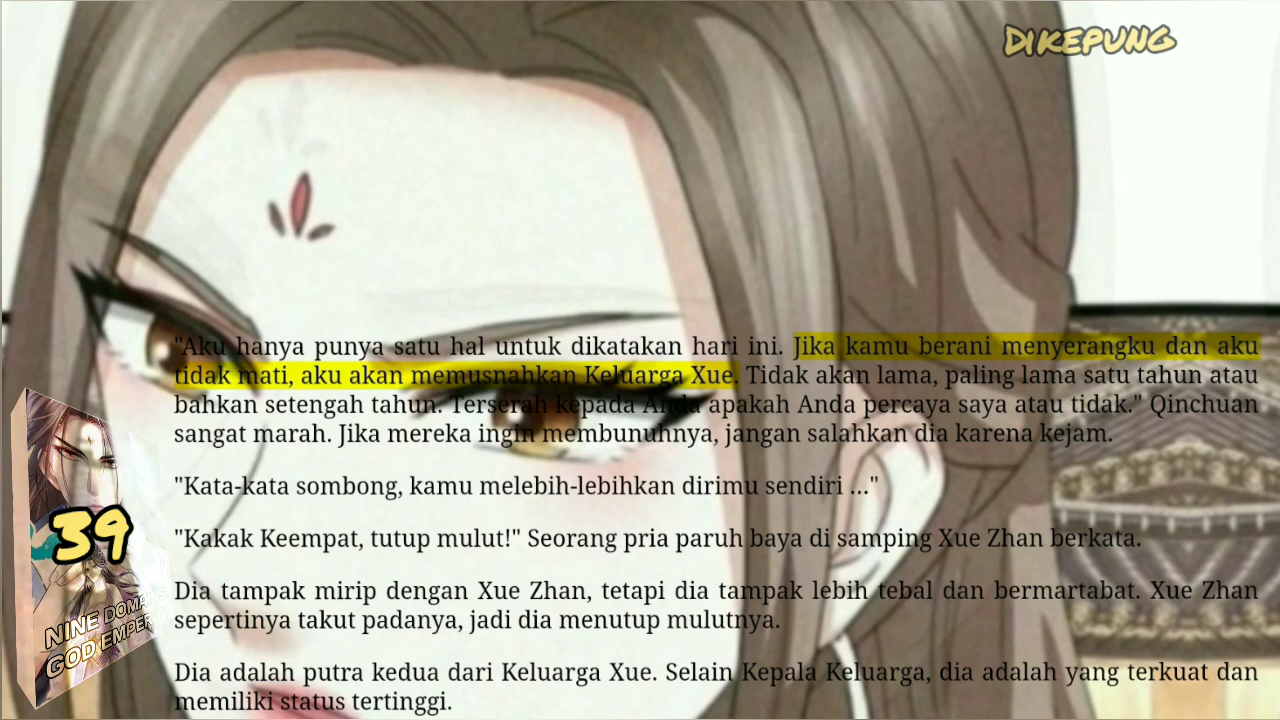 DIKEPUNG
"Aku hanya punya satu hal untuk dikatakan hari ini. Jika kamu berani menyerangku dan aku
tidak mati, aku akan memusnahkan Keluarga Xue. Tidak akan lama, paling lama satu tahun atau
bahkan setengah tahun. Terserah kepada Anda apakah Anda percaya saya atau tidak." Qinchuan
sangat marah. Jika mereka ingin membunuhnya, jangan salahkan dia karena kejam.
"Kata-kata sombong, kamu melebih-lebihkan dirimu sendiri ..."
"Kakak Keempat, tutup mulut!" Seorang pria paruh baya di samping Xue Zhan berkata.
Dia tampak mirip dengan Xue Zhan, tetapi dia tampak lebih tebal dan bermartabat. Xue Zhan
sepertinya takut padanya, jadi dia menutup mulutnya.
Dia adalah putra kedua dari Keluarga Xue. Selain Kepala Keluarga, dia adalah yang terkuat dan
memiliki status tertinggi.
39
NINE
GOD